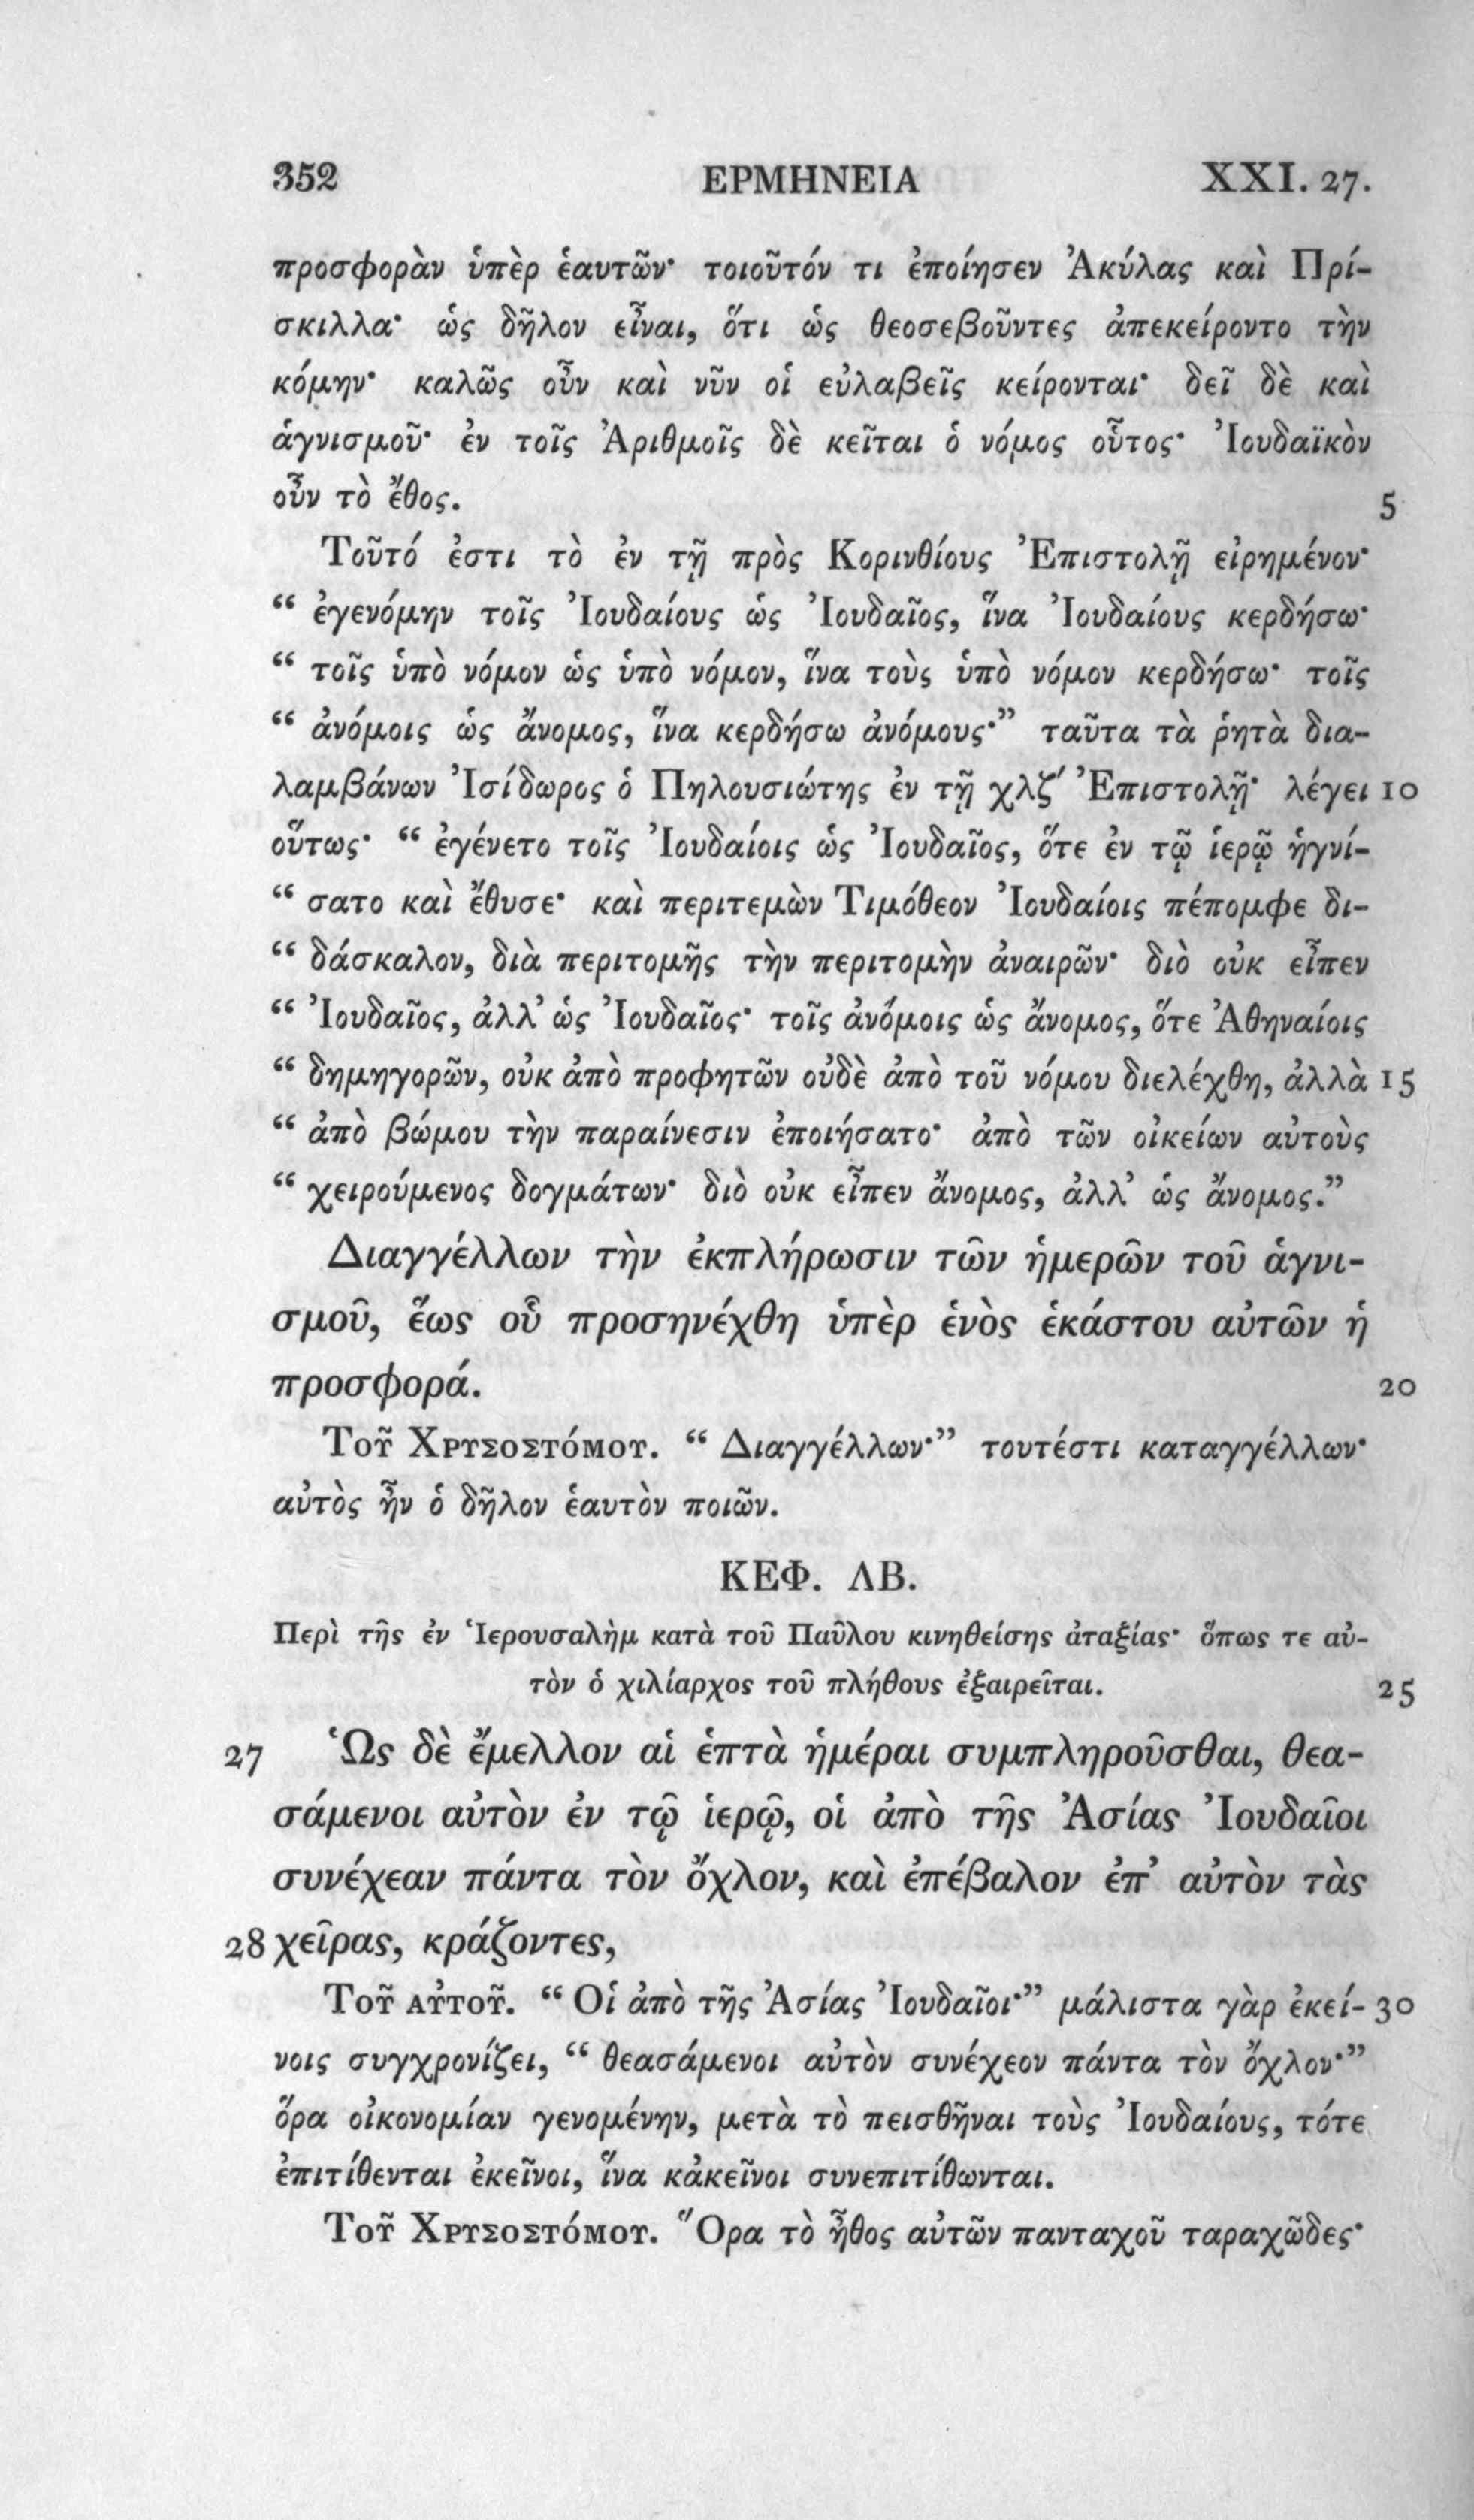 352 ΕΡΜΗΝΕΙΑ XXI. 27.
προσφορὰν ὑπὲρ ἑαυτῶν· τοιοῦτόν τι ἐποίησεν Ἀκύλας καὶ Πρί-
σκιλλα· ὡς δῆλον εἶναι, ὅτι ὡς θεοσεβοῦντες ἀπεκείροντο τὴν
κόμην· καλῶς οὖν καὶ νῦν οἱ εὐλαβεῖς κείρονται· δεῖ δὲ καὶ
ἁγνισμοῦ· ἐν τοῖς Ἀριθμοῖς δὲ κεῖται ὁ νόμος οὗτος· Ἰουδαϊκὸν
οὖν τὸ ἔθος. 5
Τοῦτό ἐστι τὸ ἐν τῇ πρὸς Κορινθίους Ἐπιστολῇ εἰρημένον·
“ ἐγενόμην τοῖς Ἰουδαίους ὡς Ἰουδαῖος, ἵνα Ἰουδαίους κερδήσω·
“ τοῖς ὑπὸ νόμον ὡς ὑπὸ νόμον, ἵνα τοὺς ὑπὸ νόμον κερδήσω· τοῖς
“ ἀνόμοις ὡς ἄνομος, ἵνα κερδήσω ἀνόμους·” ταῦτα τὰ ῥητὰ δια-
λαμβάνων Ἰσίδωρος ὁ Πηλουσιώτης ἐν τῇ χλζ´ Ἐπιστολῇ· λέγει 10
οὕτως· “ ἐγένετο τοῖς Ἰουδαίοις ὡς Ἰουδαῖος, ὅτε ἐν τῷ ἱερῷ ἡγνί-
“ σατο καὶ ἔθυσε· καὶ περιτεμὼν Τιμόθεον Ἰουδαίοις πέπομφε δι-
“ δάσκαλον, διὰ περιτομῆς τὴν περιτομὴν ἀναιρῶν· διὸ οὐκ εἶπεν
“ Ἰουδαῖος, ἀλλ’ ὡς Ἰουδαῖος· τοῖς ἀνόμοις ὡς ἄνομος, ὅτε Ἀθηναίοις
“ δημηγορῶν, οὐκ ἀπὸ προφητῶν οὐδὲ ἀπὸ τοῦ νόμου διελέχθη, ἀλλὰ 15
“ ἀπὸ βώμου τὴν παραίνεσιν ἐποιήσατο· ἀπὸ τῶν οἰκείων αὐτοὺς
“ χειρούμενος δογμάτων· διὸ οὐκ εἶπεν ἄνομος, ἀλλ’ ὡς ἄνομος.”
Διαγγέλλων τὴν ἐκπλήρωσιν τῶν ἡμερῶν τοῦ ἁγνι-
σμοῦ, ἕως οὗ προσηνέχθη ὑπὲρ ἑνὸς ἑκάστου αὐτῶν ἡ
προσφορά. 20
Τοῦ Χρυσοστόμου. “ Διαγγέλλων·” τουτέστι καταγγέλλων·
αὐτὸς ἦν ὁ δῆλον ἑαυτὸν ποιῶν.
ΚΕΦ. ΛΒ.
Περὶ τῆς ἐν Ἱερουσαλὴμ κατὰ τοῦ Παῦλου κινηθείσης ἀταξίας· ὅπως τε αὐ-
τὸν ὁ χιλίαρχος τοῦ πλήθους ἐξαιρεῖται. 25
27 Ὡς δὲ ἔμελλον αἱ ἑπτὰ ἡμέραι συμπληροῦσθαι, θεα-
σάμενοι αὐτὸν ἐν τῷ ἱερῷ, οἱ ἀπὸ τῆς Ἀσίας Ἰουδαῖοι
συνέχεαν πάντα τὸν ὄχλον, καὶ ἐπέβαλον ἐπ’ αὐτὸν τὰς
28 χεῖρας, κράζοντες,
Τοῦ αὐτοῦ. “ Οἱ ἀπὸ τῆς Ἀσίας Ἰουδαῖοι·” μάλιστα γὰρ ἐκεί- 30
νοις συγχρονίζει, “ θεασάμενοι αὐτὸν συνέχεον πάντα τὸν ὄχλον·”
ὅρα οἰκονομίαν γενομένην, μετὰ τὸ πεισθῆναι τοὺς Ἰουδαίους, τότε
ἐπιτίθενται ἐκεῖνοι, ἵνα κἀκεῖνοι συνεπιτίθωνται.
Τοῦ Χρυσοστόμου. Ὅρα τὸ ἦθος αὐτῶν πανταχοῦ ταραχῶδες·